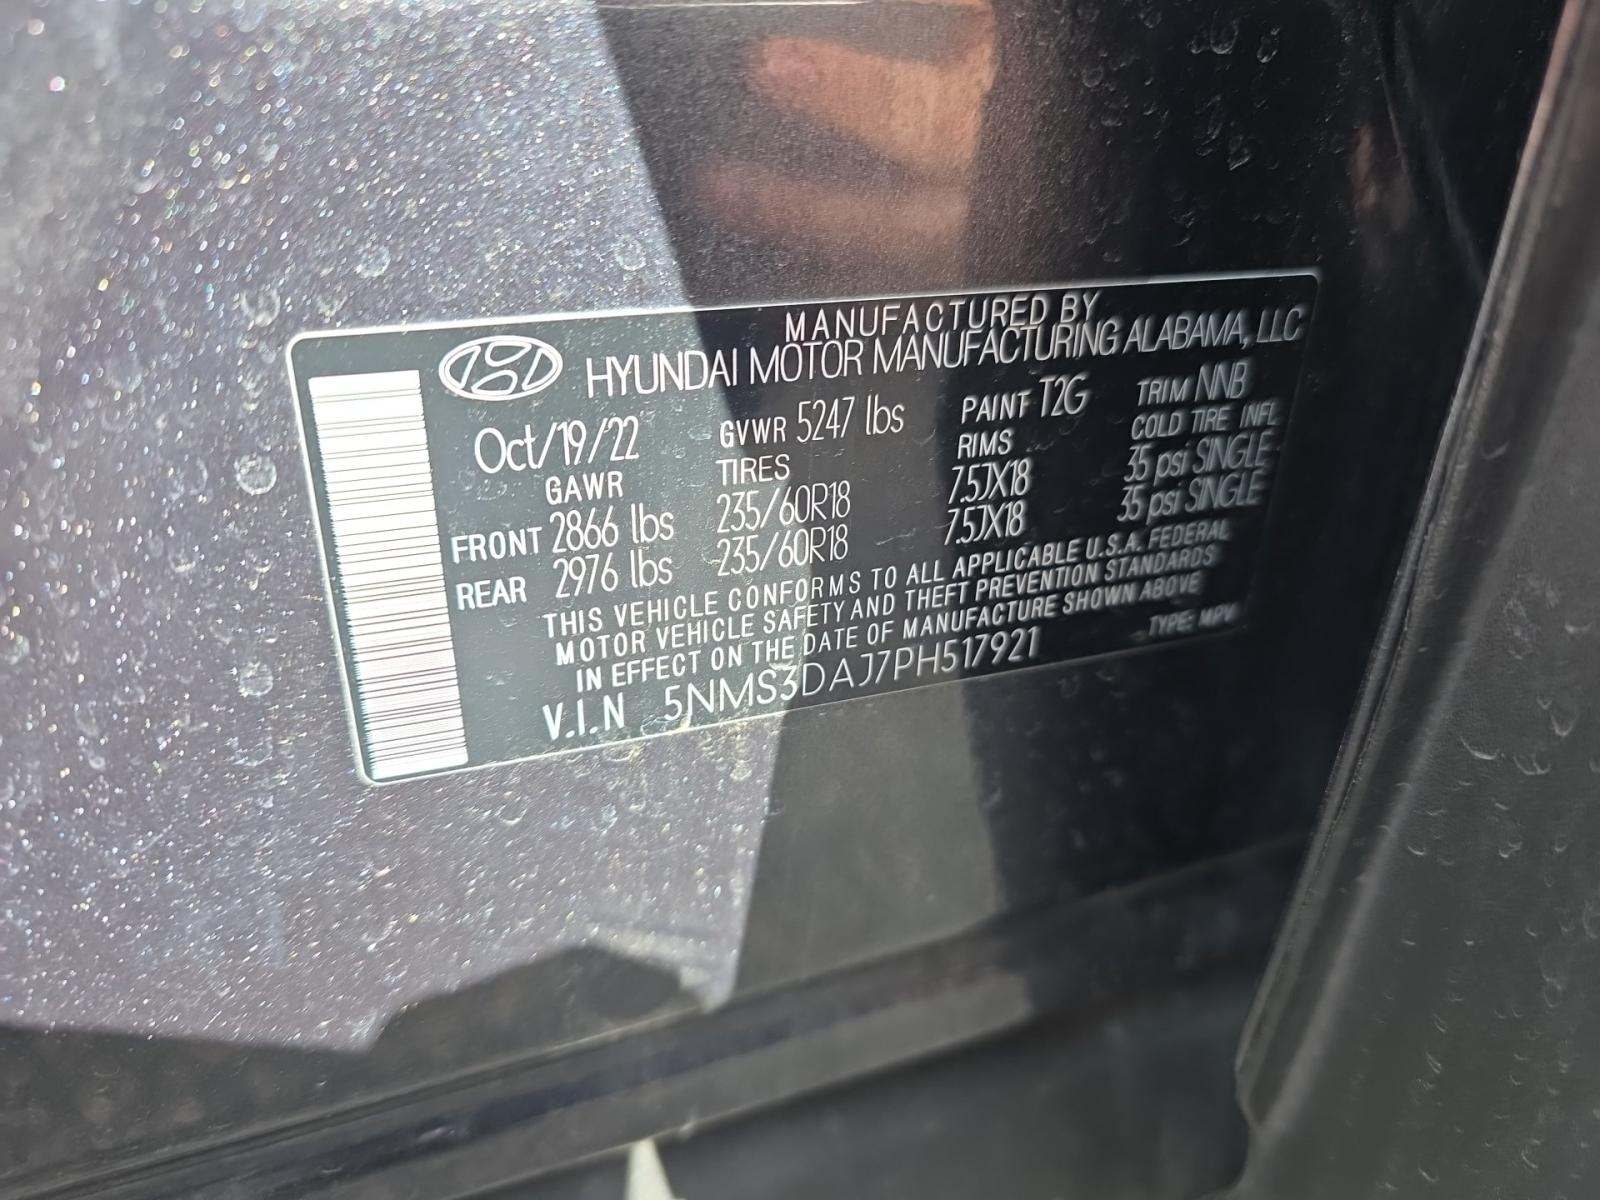 MANUFACTURED BY
HYUNDAI MOTOR MANUFACTURING ALABAMA, LLC
Oct/19/22 GVWR 5247 lbs PAINT T2G TRIM NNB
GAWR TIRES RIMS COLD TIRE INFL
FRONT 2866 lbs 235/60R18 7.5JX18 35 psi SINGLE
REAR 2976 lbs 235/60R18 7.5JX18 35 psi SINGLE
THIS VEHICLE CONFORMS TO ALL APPLICABLE U.S.A. FEDERAL
MOTOR VEHICLE SAFETY AND THEFT PREVENTION STANDARDS
IN EFFECT ON THE DATE OF MANUFACTURE SHOWN ABOVE
V.I.N 5NMS3DAJ7PH517921 TYPE: MPV